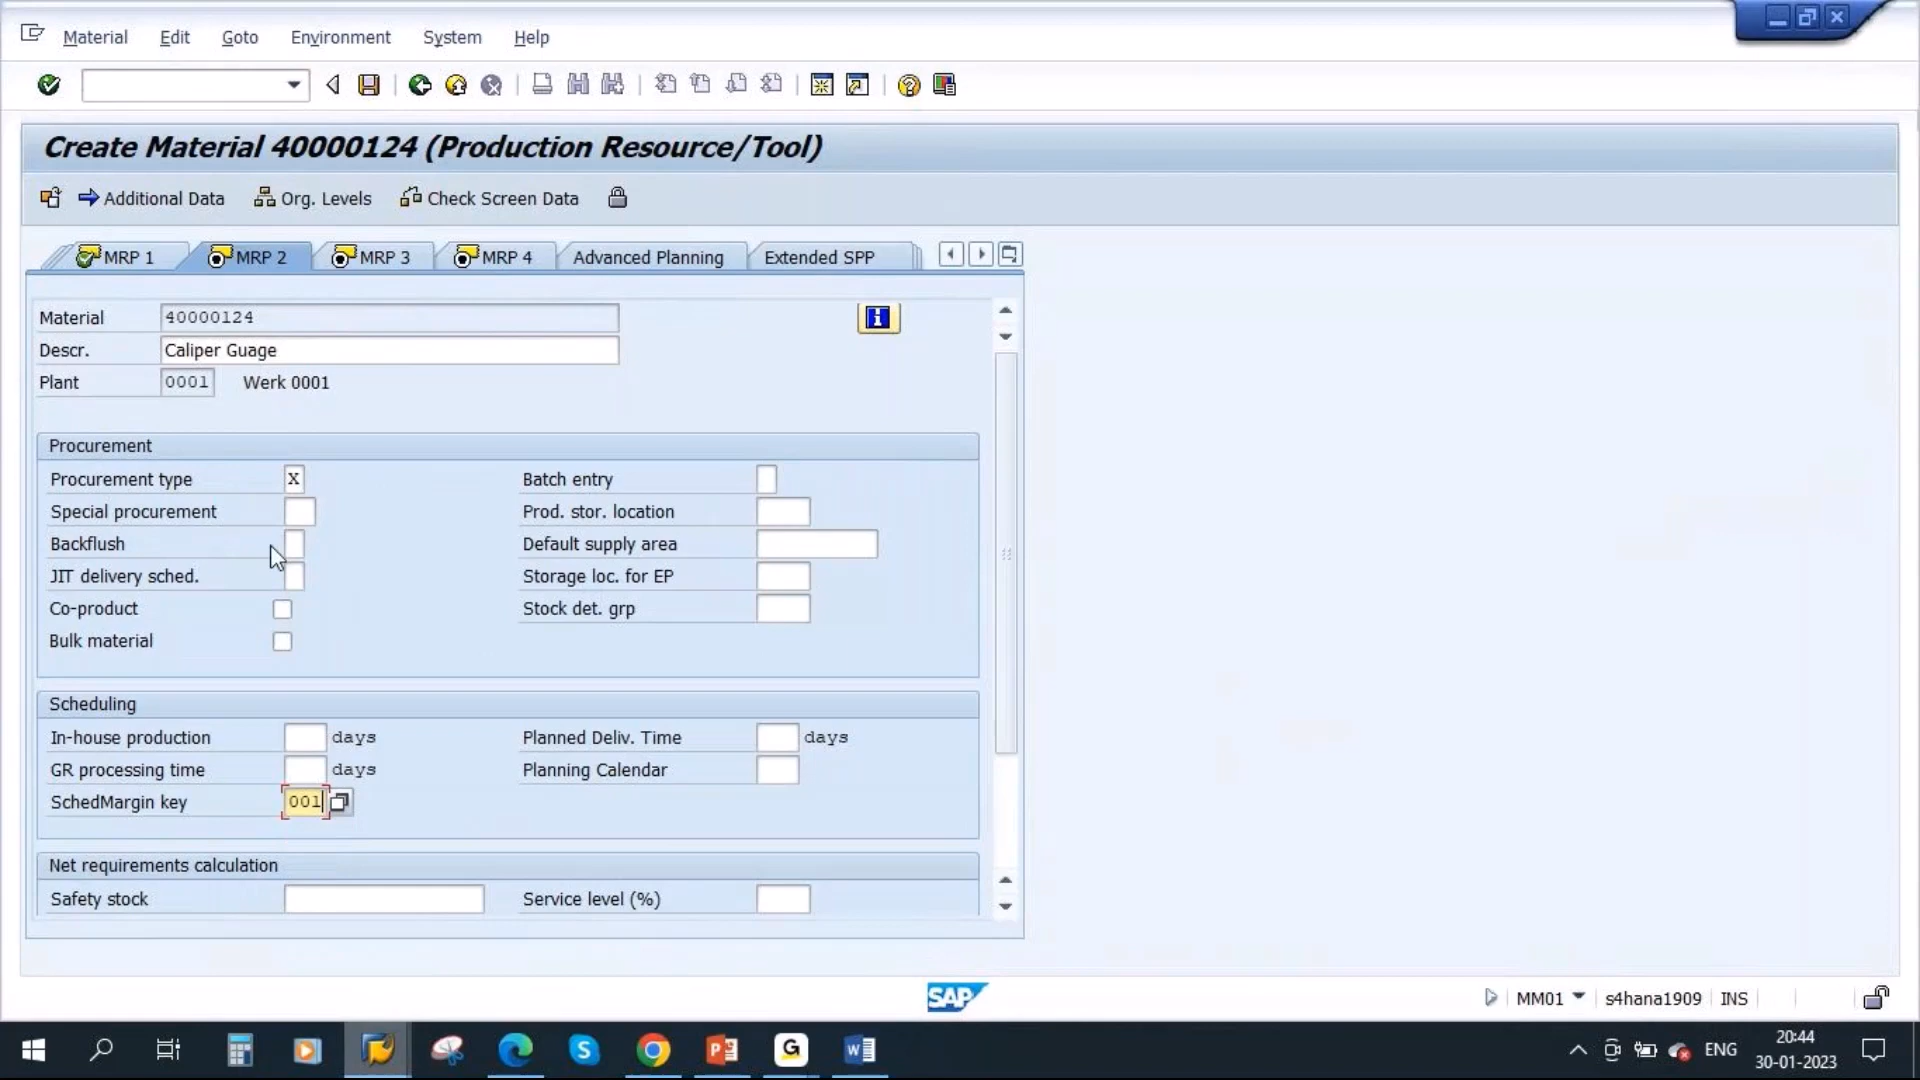 Material Edit Goto Environment System Help
Create Material 40000124 (Production Resource/Tool)
Additional Data Org. Levels Check Screen Data
MRP 1 MRP 2 MRP 3 MRP 4 Advanced Planning Extended SPP
Material 40000124
Descr. Caliper Guage
Plant 0001 Werk 0001
Procurement
Procurement type X Batch entry
Special procurement Prod. stor. location
Backflush Default supply area
JIT delivery sched. Storage loc. for EP
Co-product Stock det. grp
Bulk material
Scheduling
In-house production days Planned Deliv. Time days
GR processing time days Planning Calendar
SchedMargin key 001
Net requirements calculation
Safety stock Service level (%)
SAP MM01 s4hana1909 INS
ENG 20:44
30-01-2023